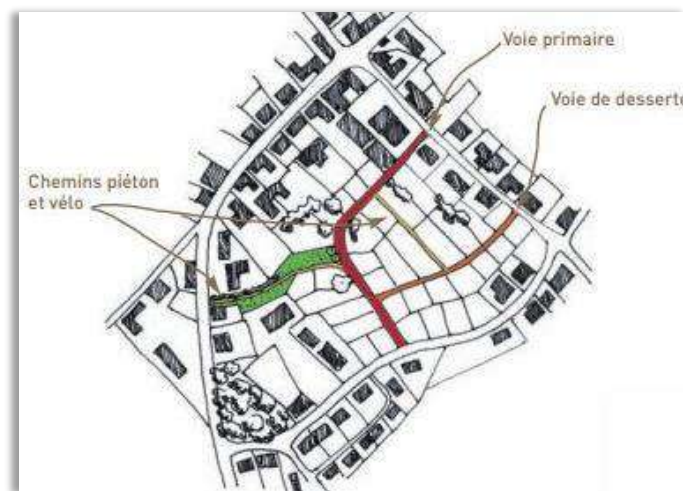 Voie primaire
Voie de desserte
Chemins piéton
et vélo